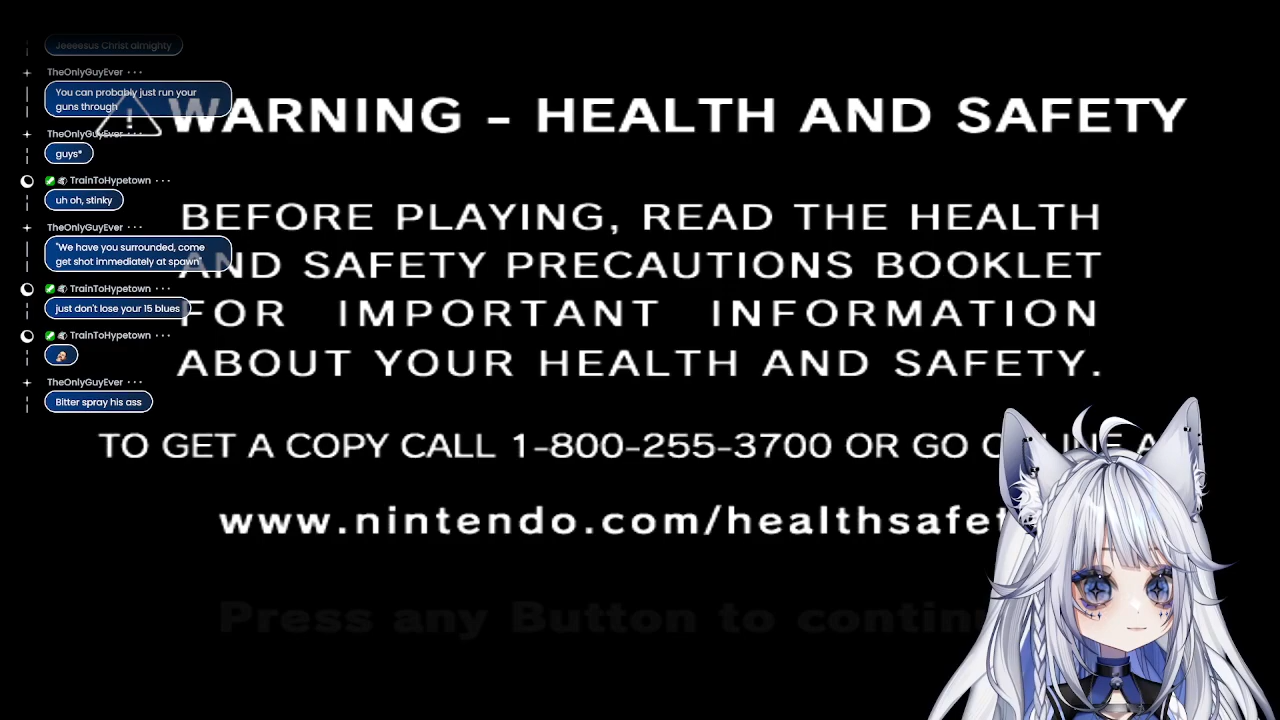 Jeeeesus Christ almighty
TheOnlyGuyEver
You can probably just run your
guns through
TheOnlyGuyEver
guys*
TrainToHypetown
uh oh, stinky
TheOnlyGuyEver
"We have you surrounded, come
get shot immediately at spawn"
TrainToHypetown
just don't lose your 15 blues
TrainToHypetown
TheOnlyGuyEver
Bitter spray his ass
WARNING - HEALTH AND SAFETY
BEFORE PLAYING, READ THE HEALTH
AND SAFETY PRECAUTIONS BOOKLET
FOR IMPORTANT INFORMATION
ABOUT YOUR HEALTH AND SAFETY.
TO GET A COPY CALL 1-800-255-3700 OR GO
www.nintendo.com/healthsafet
Press any Button to continu